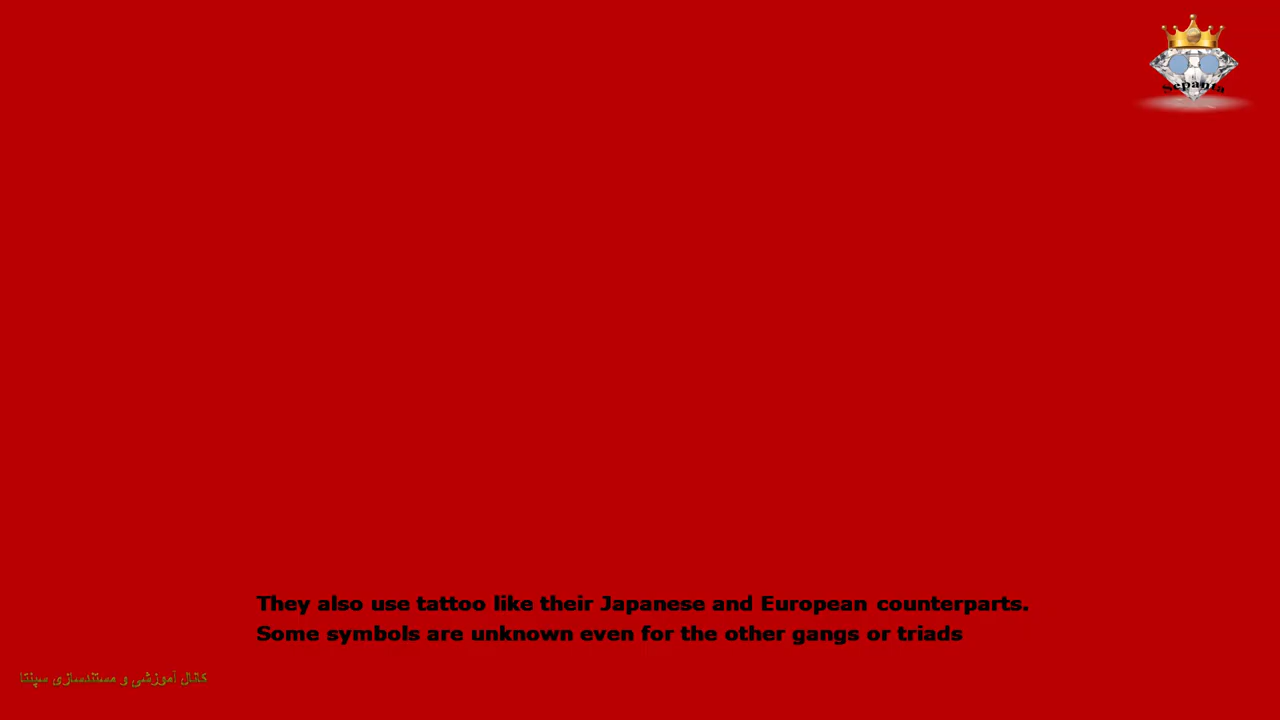 Sepanta
They also use tattoo like their Japanese and European counterparts.
Some symbols are unknown even for the other gangs or triads
کانال آموزشی و مستندسازی سپنتا